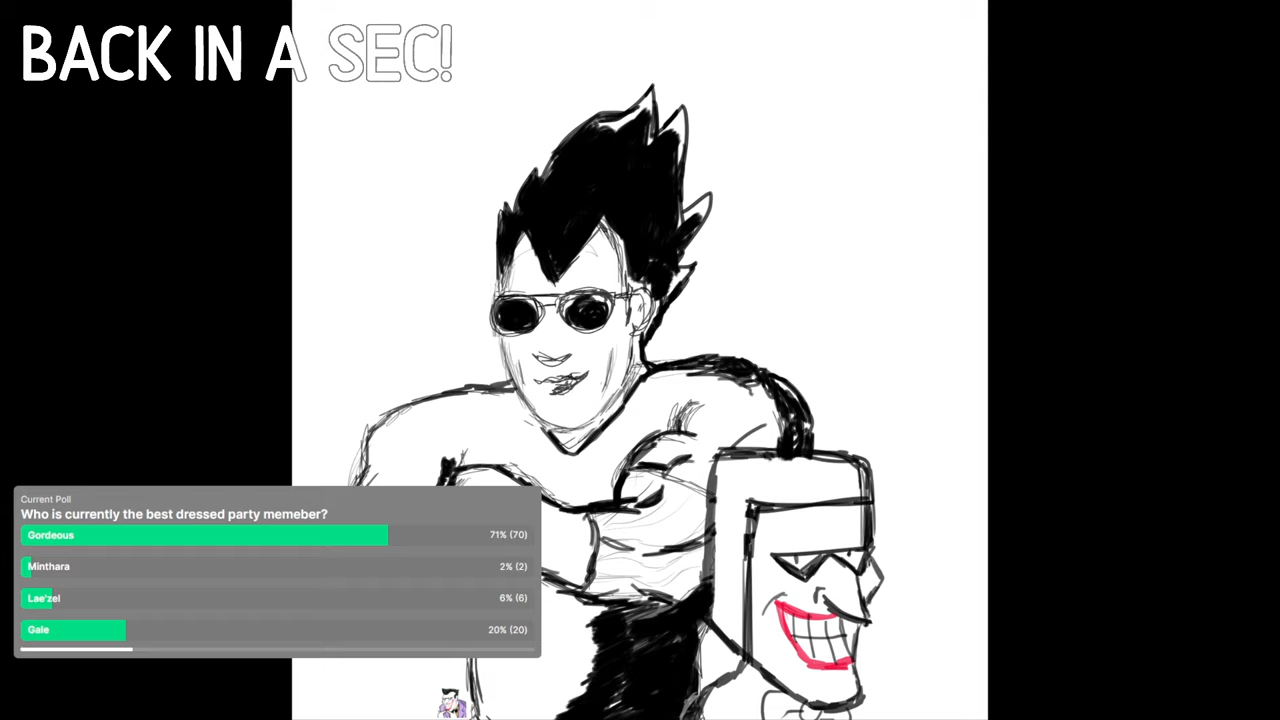 BACK IN A SEC!
Current Poll
Who is currently the best dressed party memeber?
Gordeous 71% (70)
Minthara 2% (2)
Lae'zel 6% (6)
Gale 20% (20)